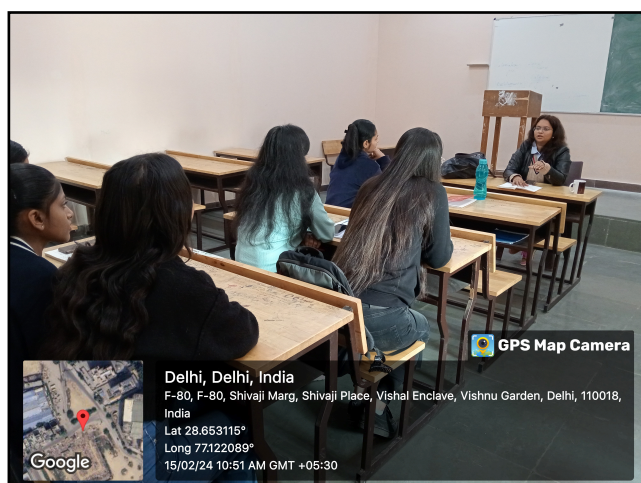 GPS Map Camera
Delhi, Delhi, India
F-80, F-80, Shivaji Marg, Shivaji Place, Vishal Enclave, Vishnu Garden, Delhi, 110018,
India
Lat 28.653115°
Long 77.122089°
15/02/24 10:51 AM GMT +05:30
Google